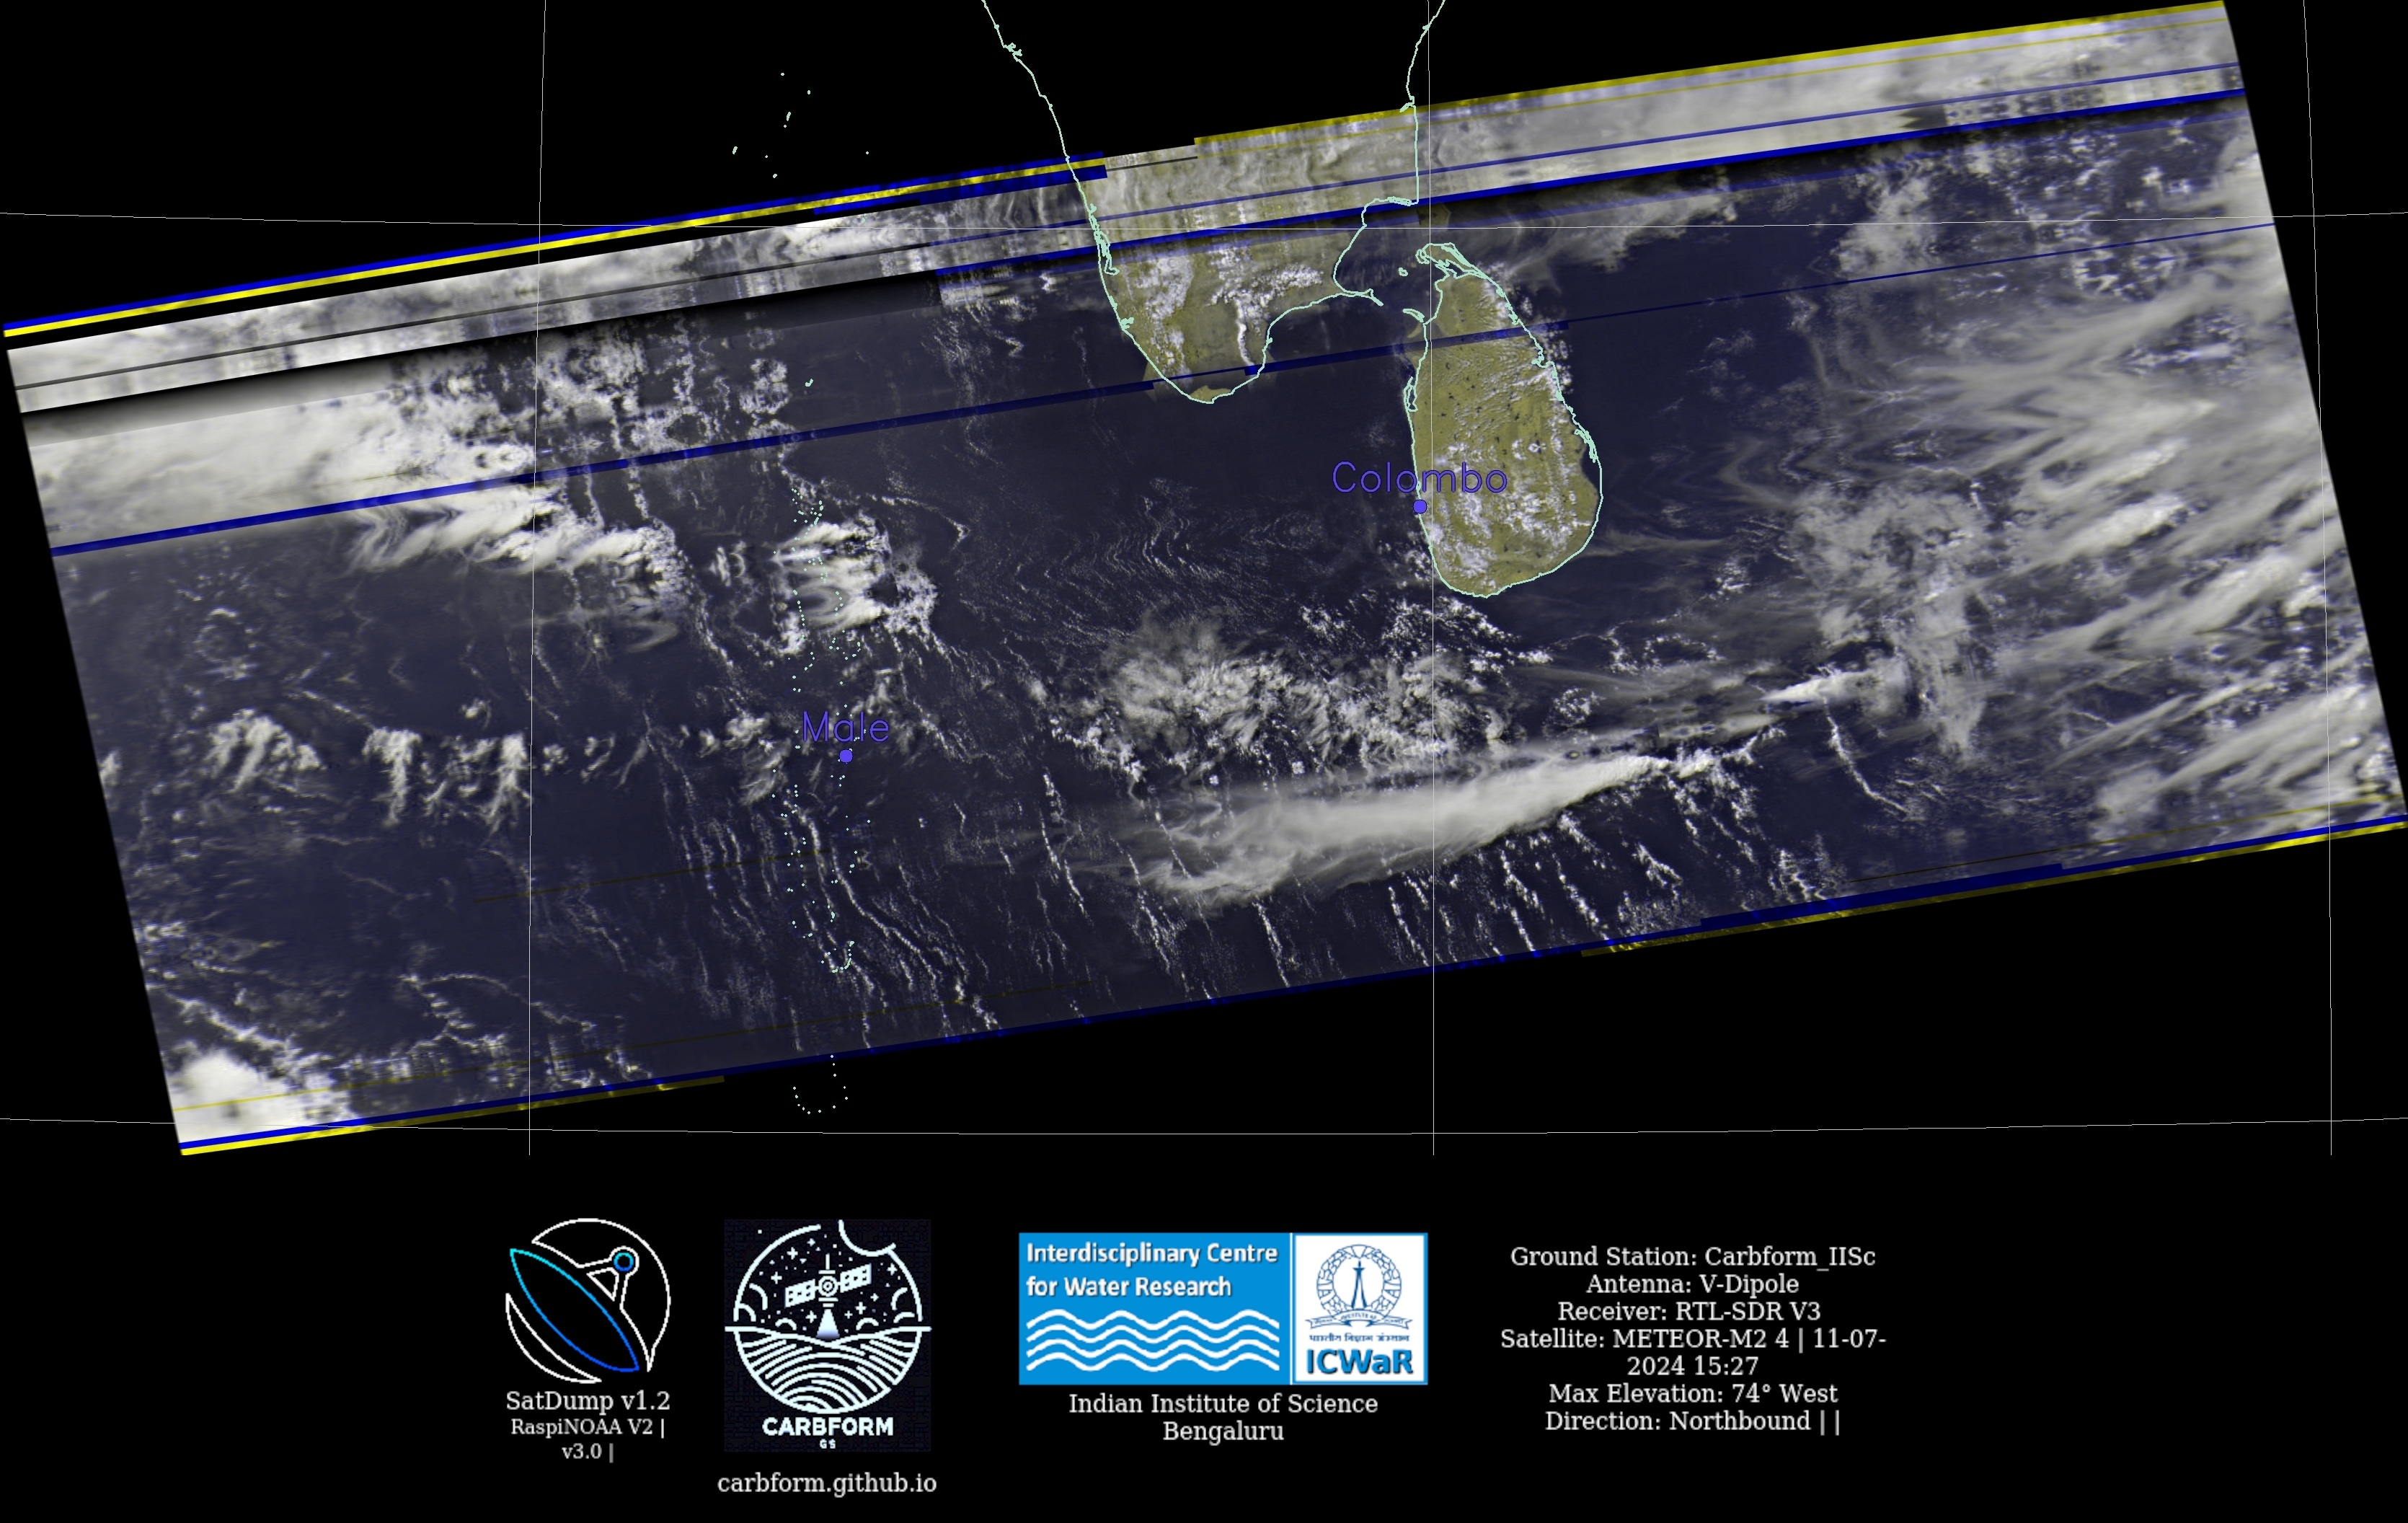 Colombo
Male
SatDump v1.2
RaspiNOAA V2 |
v3.0 |
CARBFORM
GS
carbform.github.io
Interdisciplinary Centre
for Water Research
ICWaR
Indian Institute of Science
Bengaluru
Ground Station: Carbform_IISc
Antenna: V-Dipole
Receiver: RTL-SDR V3
Satellite: METEOR-M2 4 | 11-07-
2024 15:27
Max Elevation: 74° West
Direction: Northbound | |